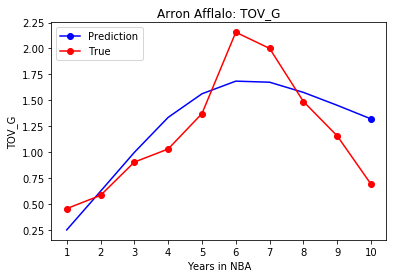 Arron Afflalo: TOV_G
Prediction
True
TOV_G
2.25
2.00
1.75
1.50
1.25
1.00
0.75
0.50
0.25
1 2 3 4 5 6 7 8 9 10
Years in NBA